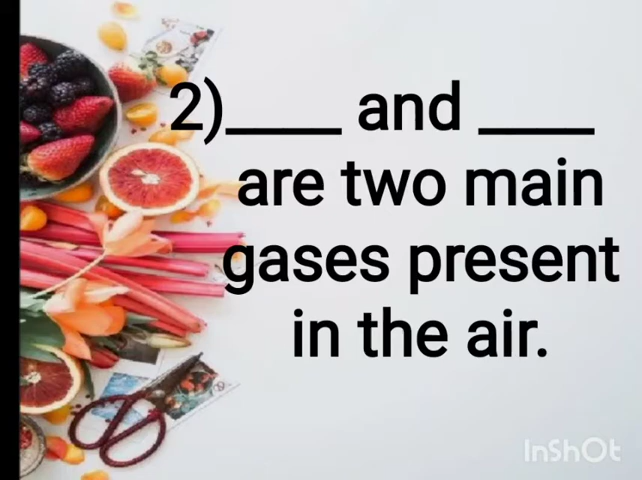 2)____ and ____
are two main
gases present
in the air.
InShOt